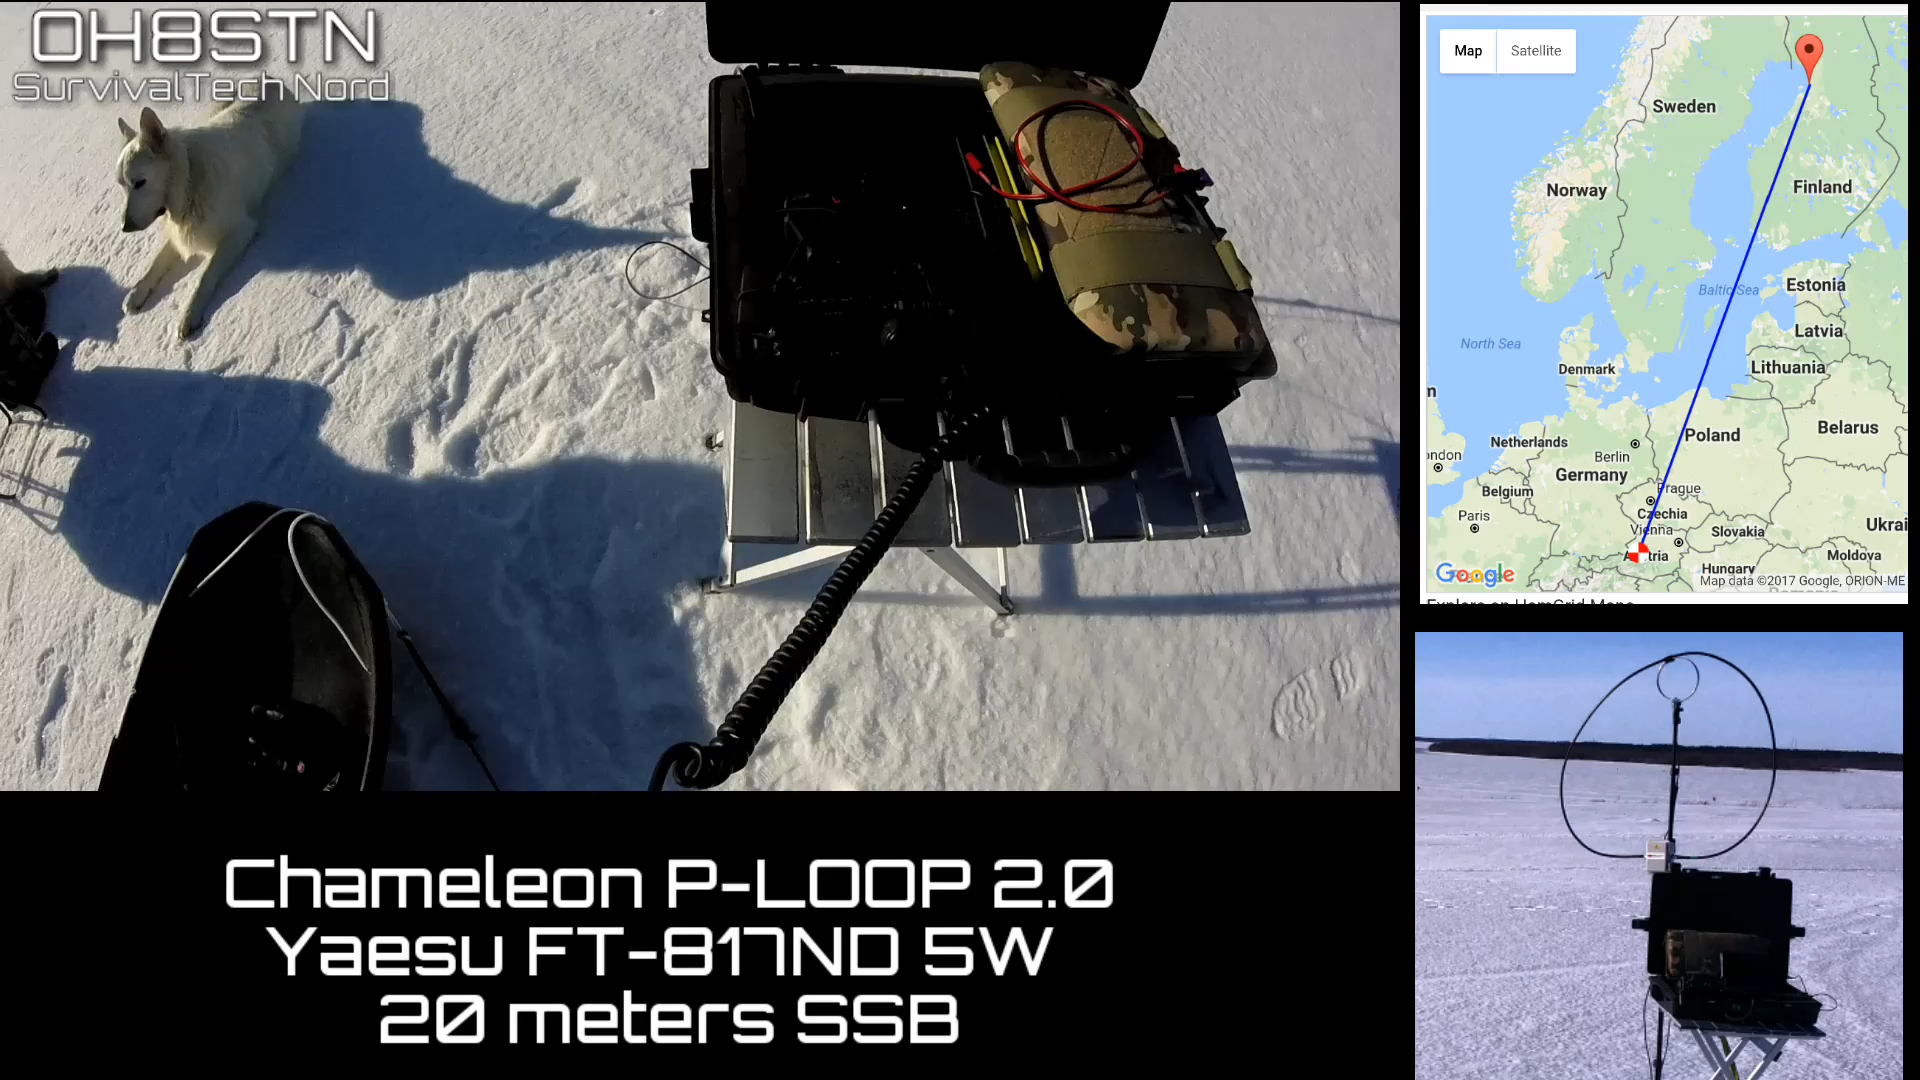 OH8STN
SurvivalTech Nord
Map
Satellite
Sweden
Norway
Finland
Baltic Sea
Estonia
North Sea
Latvia
Denmark
Lithuania
Belarus
Netherlands
Poland
Berlin
Germany
Belgium
Prague
Paris
Czechia
Vienna
Slovakia
Ukrai
Moldova
Hungary
Google
Map data ©2017 Google, ORION-ME
Chameleon P-LOOP 2.0
Yaesu FT-817ND 5W
20 meters SSB